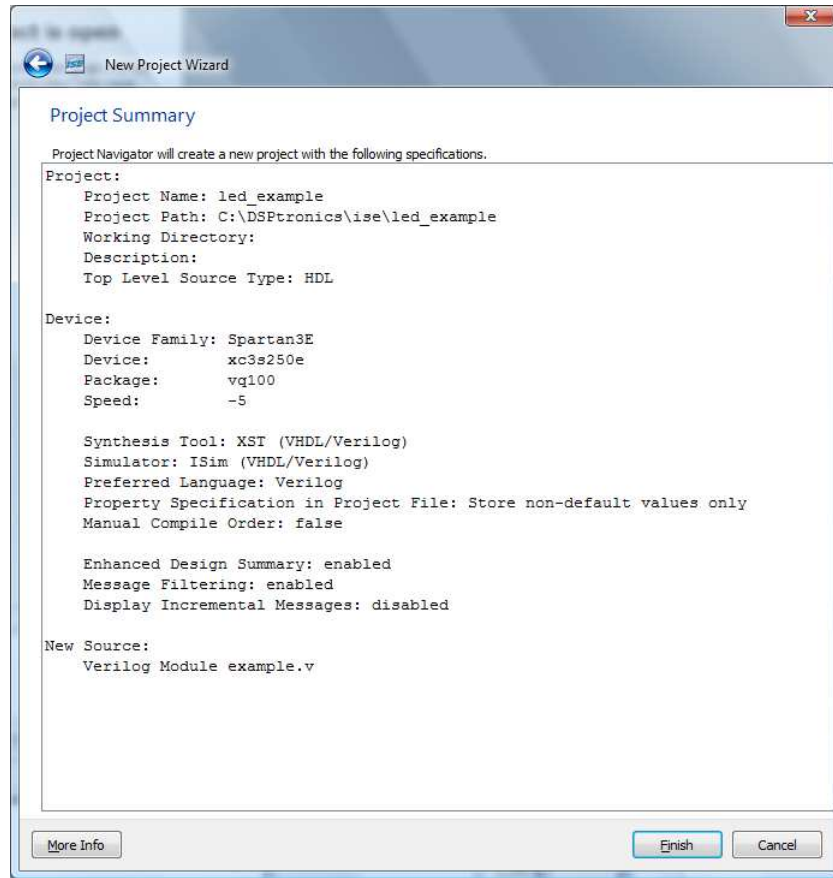 New Project Wizard
Project Summary
Project Navigator will create a new project with the following specifications.
Project:
Project Name: led_example
Project Path: C:\DSPtronics\ise\led_example
Working Directory:
Description:
Top Level Source Type: HDL
Device:
Device Family: Spartan3E
Device: xc3s250e
Package: vq100
Speed: -5
Synthesis Tool: XST (VHDL/Verilog)
Simulator: ISim (VHDL/Verilog)
Preferred Language: Verilog
Property Specification in Project File: Store non-default values only
Manual Compile Order: false
Enhanced Design Summary: enabled
Message Filtering: enabled
Display Incremental Messages: disabled
New Source:
Verilog Module example.v
More Info Finish Cancel